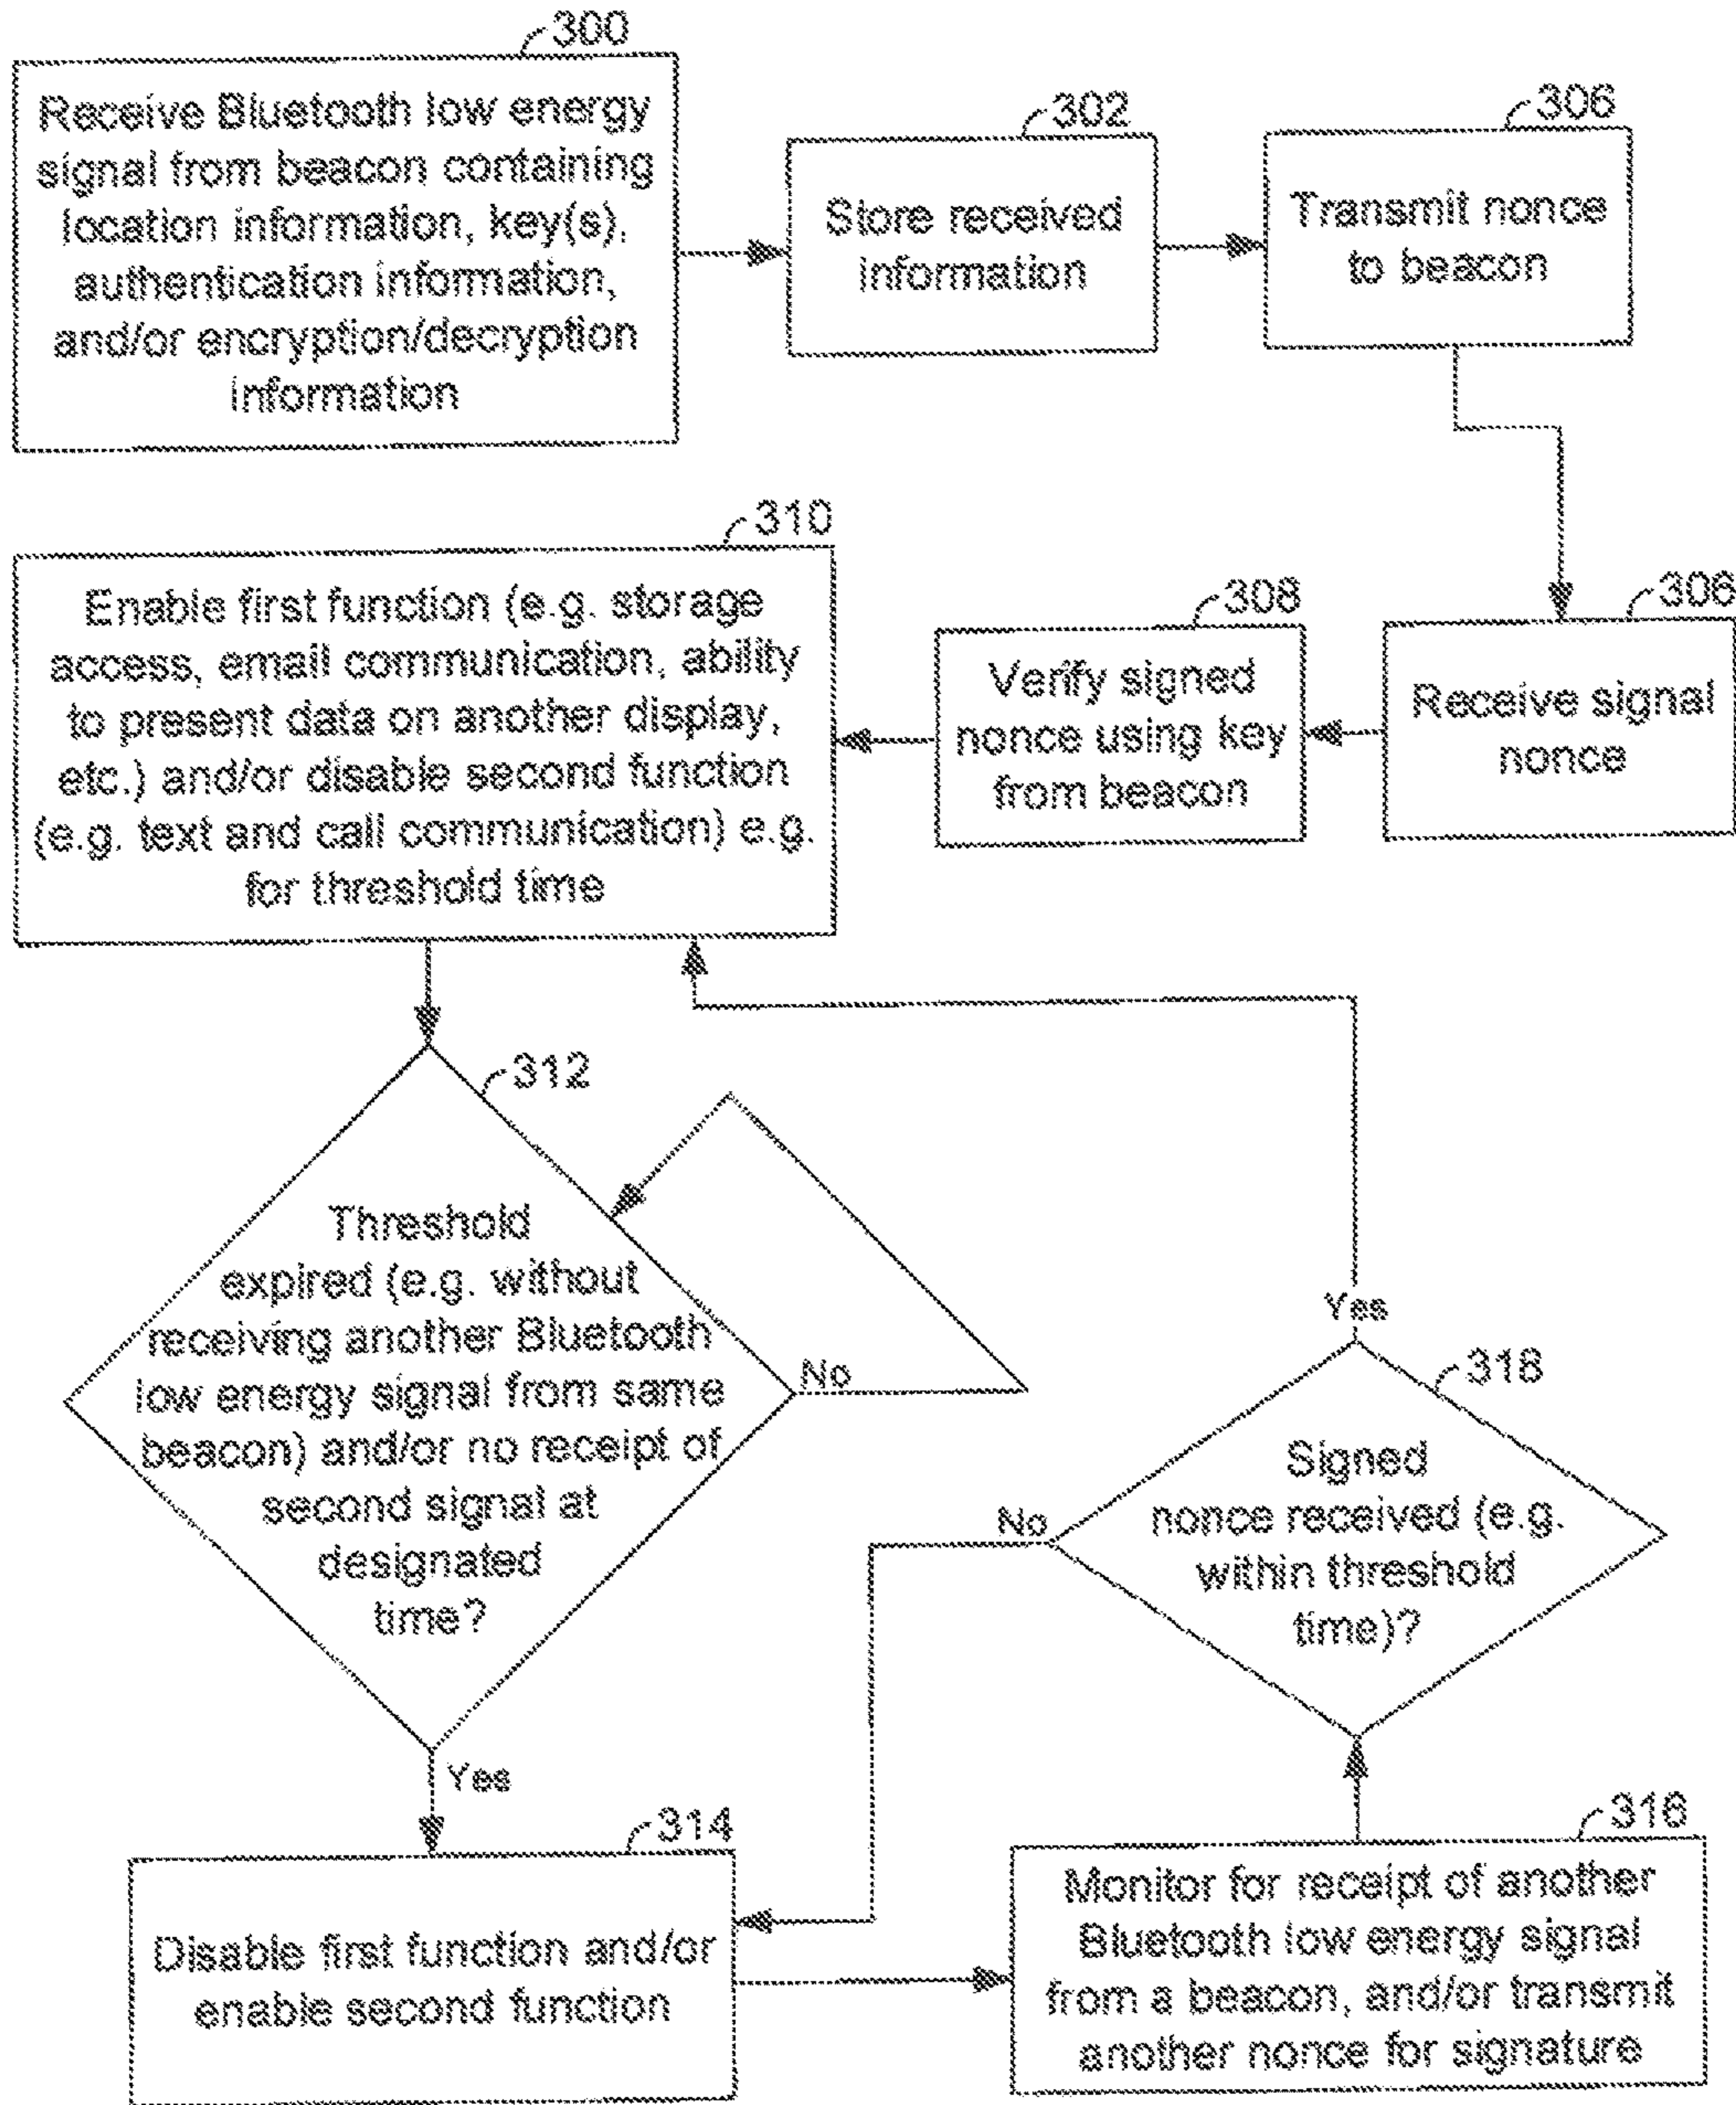 300
Receive Bluetooth low energy
signal from beacon containing
location information, key(s),
authentication information,
and/or encryption/decryption
information
302
Store received
information
306
Transmit nonce
to beacon
306
Receive signal
nonce
308
Verify signed
nonce using key
from beacon
310
Enable first function (e.g. storage
access, email communication, ability
to present data on another display,
etc.) and/or disable second function
(e.g. text and call communication) e.g.
for threshold time
312
Threshold
expired (e.g. without
receiving another Bluetooth
low energy signal from same
beacon) and/or no receipt of
second signal at
designated
time?
No
Yes
314
Disable first function and/or
enable second function
316
Monitor for receipt of another
Bluetooth low energy signal
from a beacon, and/or transmit
another nonce for signature
318
Signed
nonce received (e.g.
within threshold
time)?
No
Yes